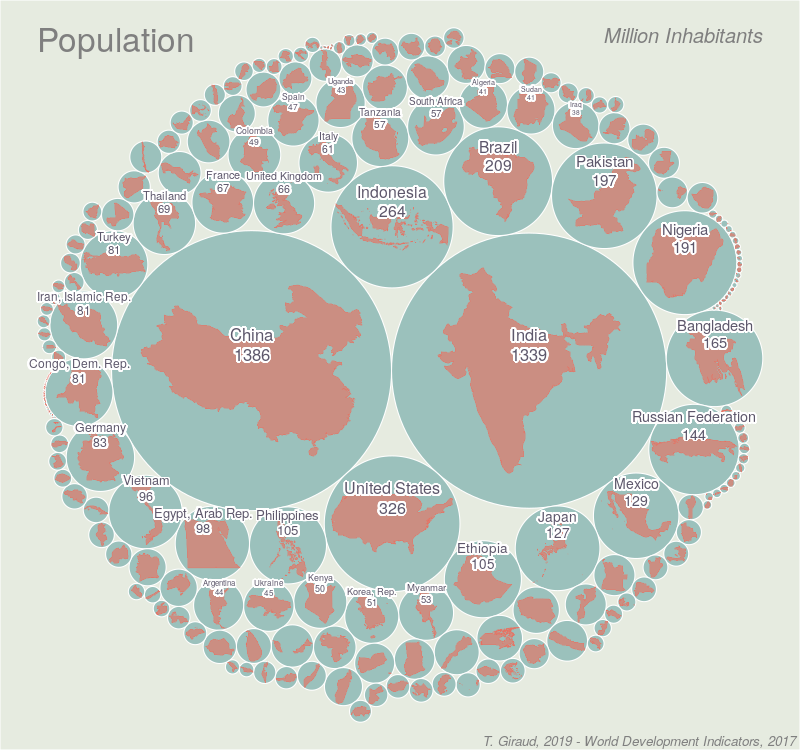 Population
Million Inhabitants
Uganda
43
Algeria
41
Sudan
41
Spain
47
Tanzania
57
South Africa
57
Iraq
38
Colombia
49
Italy
61
Brazil
209
Pakistan
197
France
67
United Kingdom
66
Indonesia
264
Thailand
69
Nigeria
191
Turkey
81
Iran, Islamic Rep.
81
China
1386
India
1339
Bangladesh
165
Congo, Dem. Rep.
81
Russian Federation
144
Germany
83
Vietnam
96
United States
326
Mexico
129
Egypt, Arab Rep.
98
Philippines
105
Japan
127
Ethiopia
105
Argentina
44
Ukraine
45
Kenya
50
Korea, Rep.
51
Myanmar
53
T. Giraud, 2019 - World Development Indicators, 2017